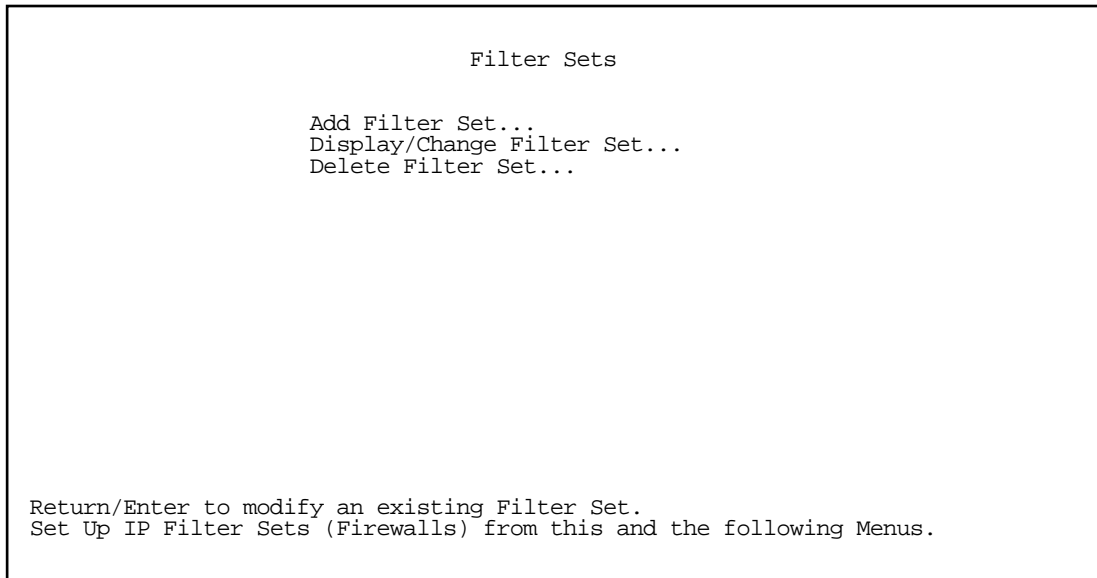 Filter Sets
Add Filter Set...
Display/Change Filter Set...
Delete Filter Set...
Return/Enter to modify an existing Filter Set.
Set Up IP Filter Sets (Firewalls) from this and the following Menus.